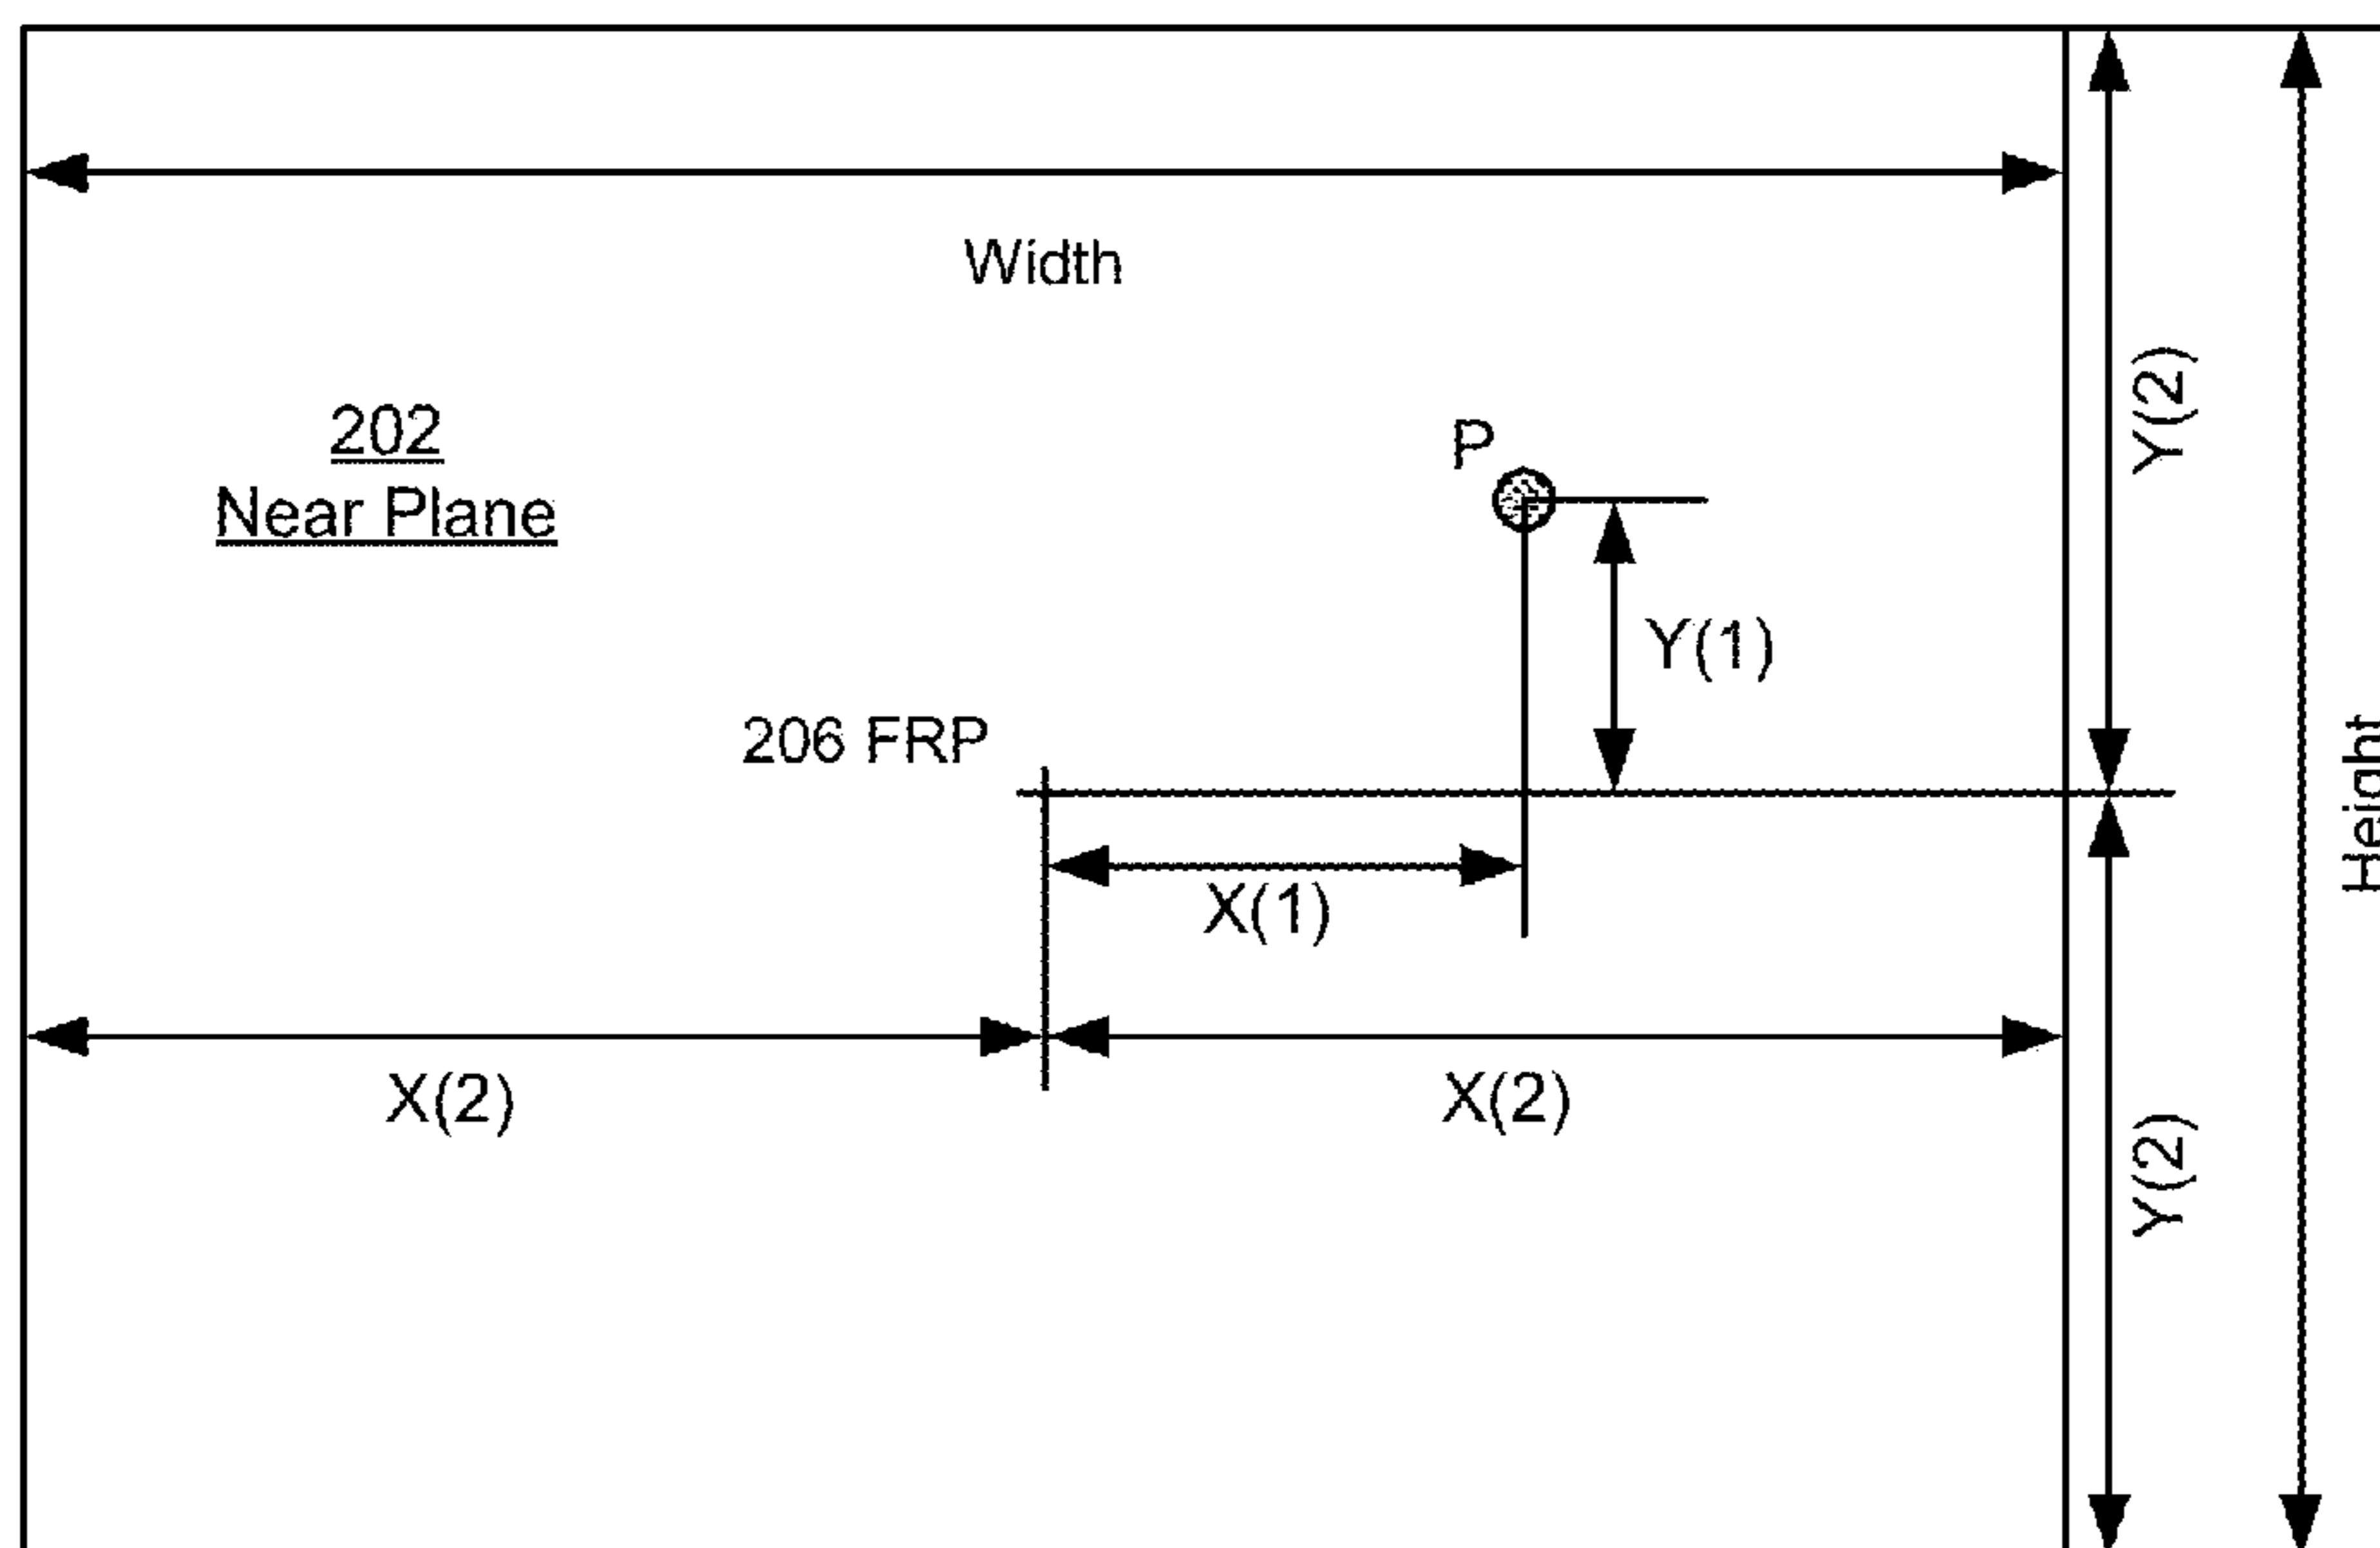 Width
202
Near Plane
P
Y(2)
Y(1)
206 FRP
Height
X(1)
X(2)
X(2)
Y(2)